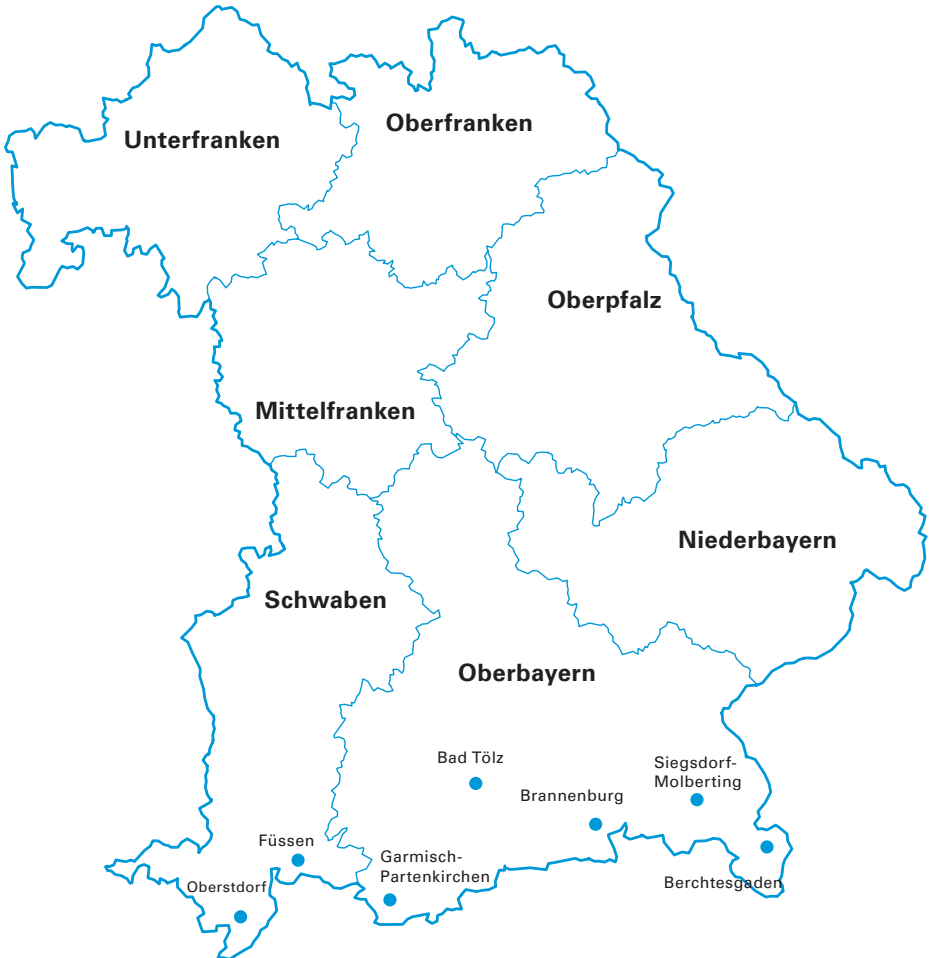 Oberfranken
Unterfranken
Oberpfalz
Mittelfranken
Niederbayern
Schwaben
Oberbayern
Bad Tölz
Siegsdorf-
Molberting
Brannenburg
Füssen
Garmisch-
Partenkirchen
Oberstdorf
Berchtesgaden